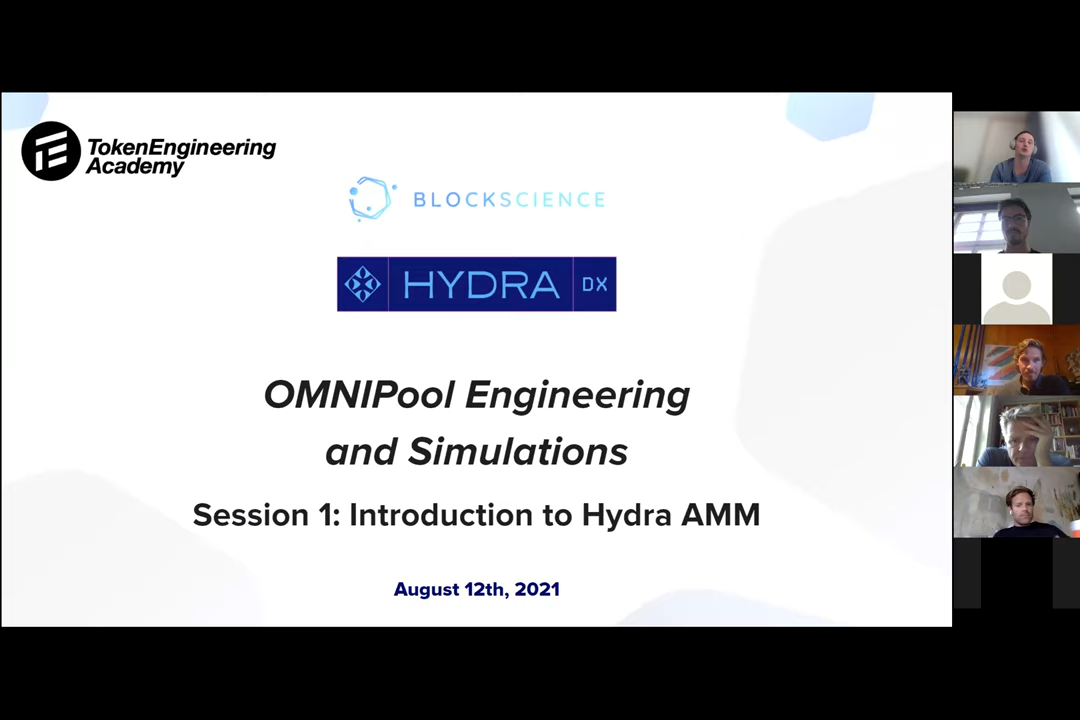 TokenEngineering
Academy
BLOCKSCIENCE
HYDRA DX
OMNIPool Engineering
and Simulations
Session 1: Introduction to Hydra AMM
August 12th, 2021